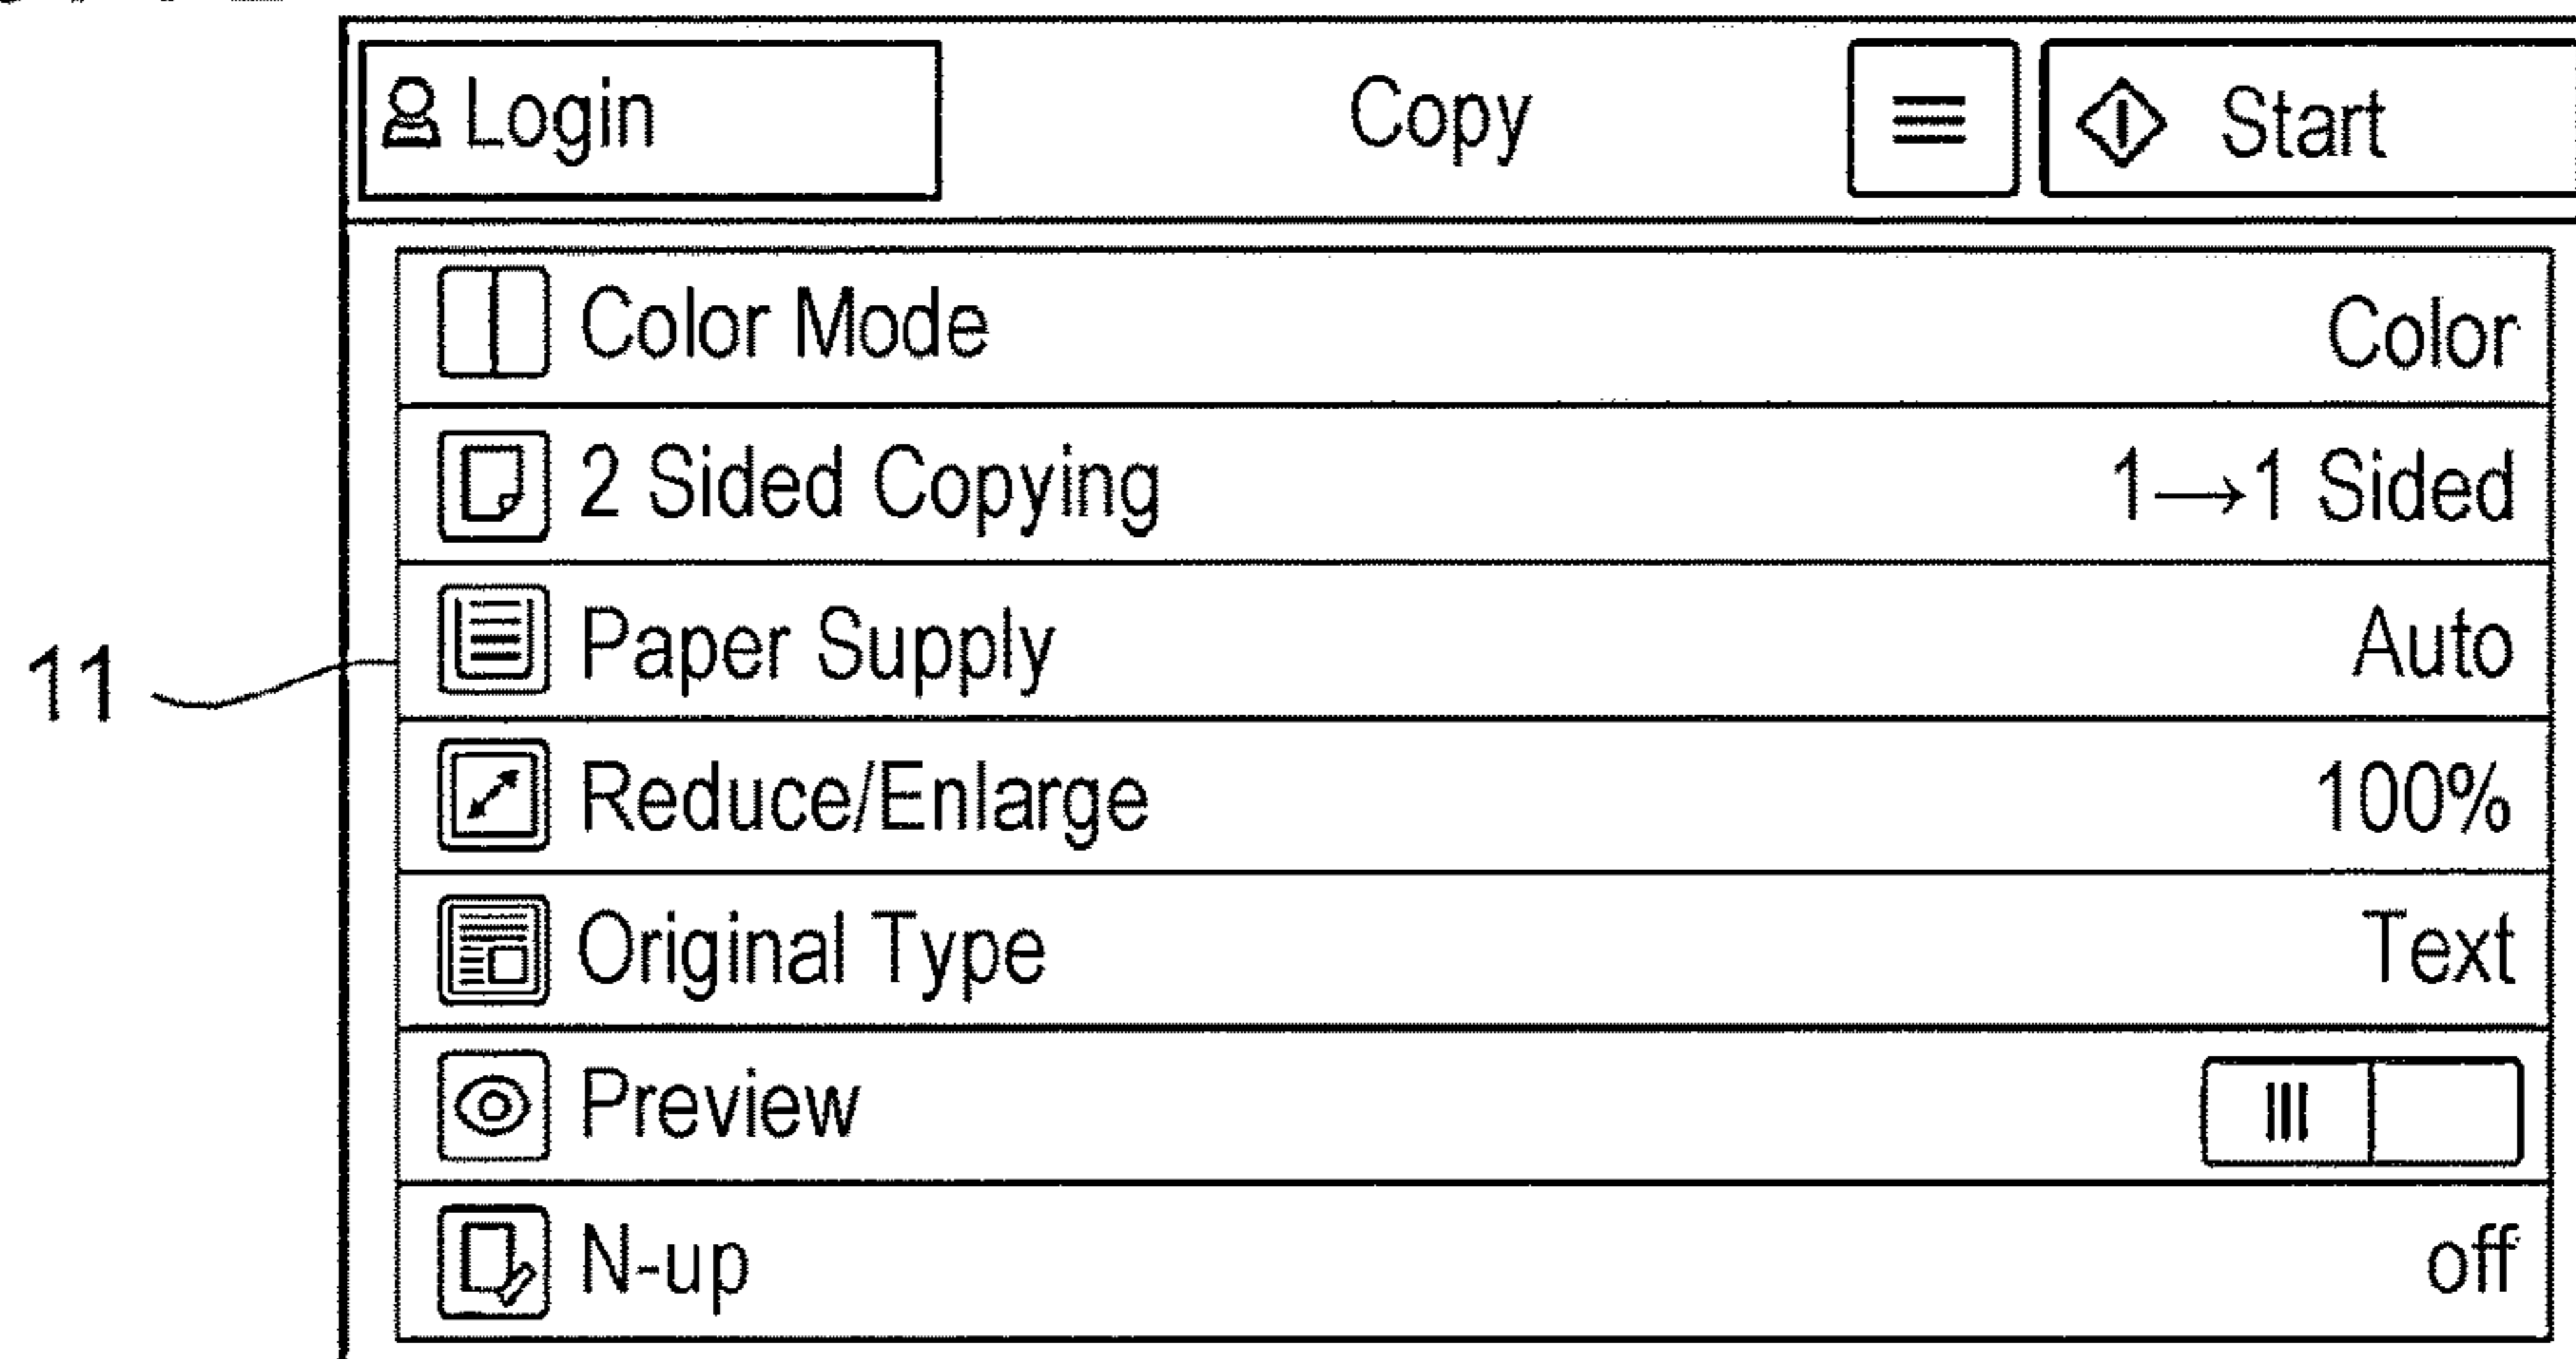 Login Copy Start
Color Mode Color
2 Sided Copying 1→1 Sided
11
Paper Supply Auto
Reduce/Enlarge 100%
Original Type Text
Preview
N-up off